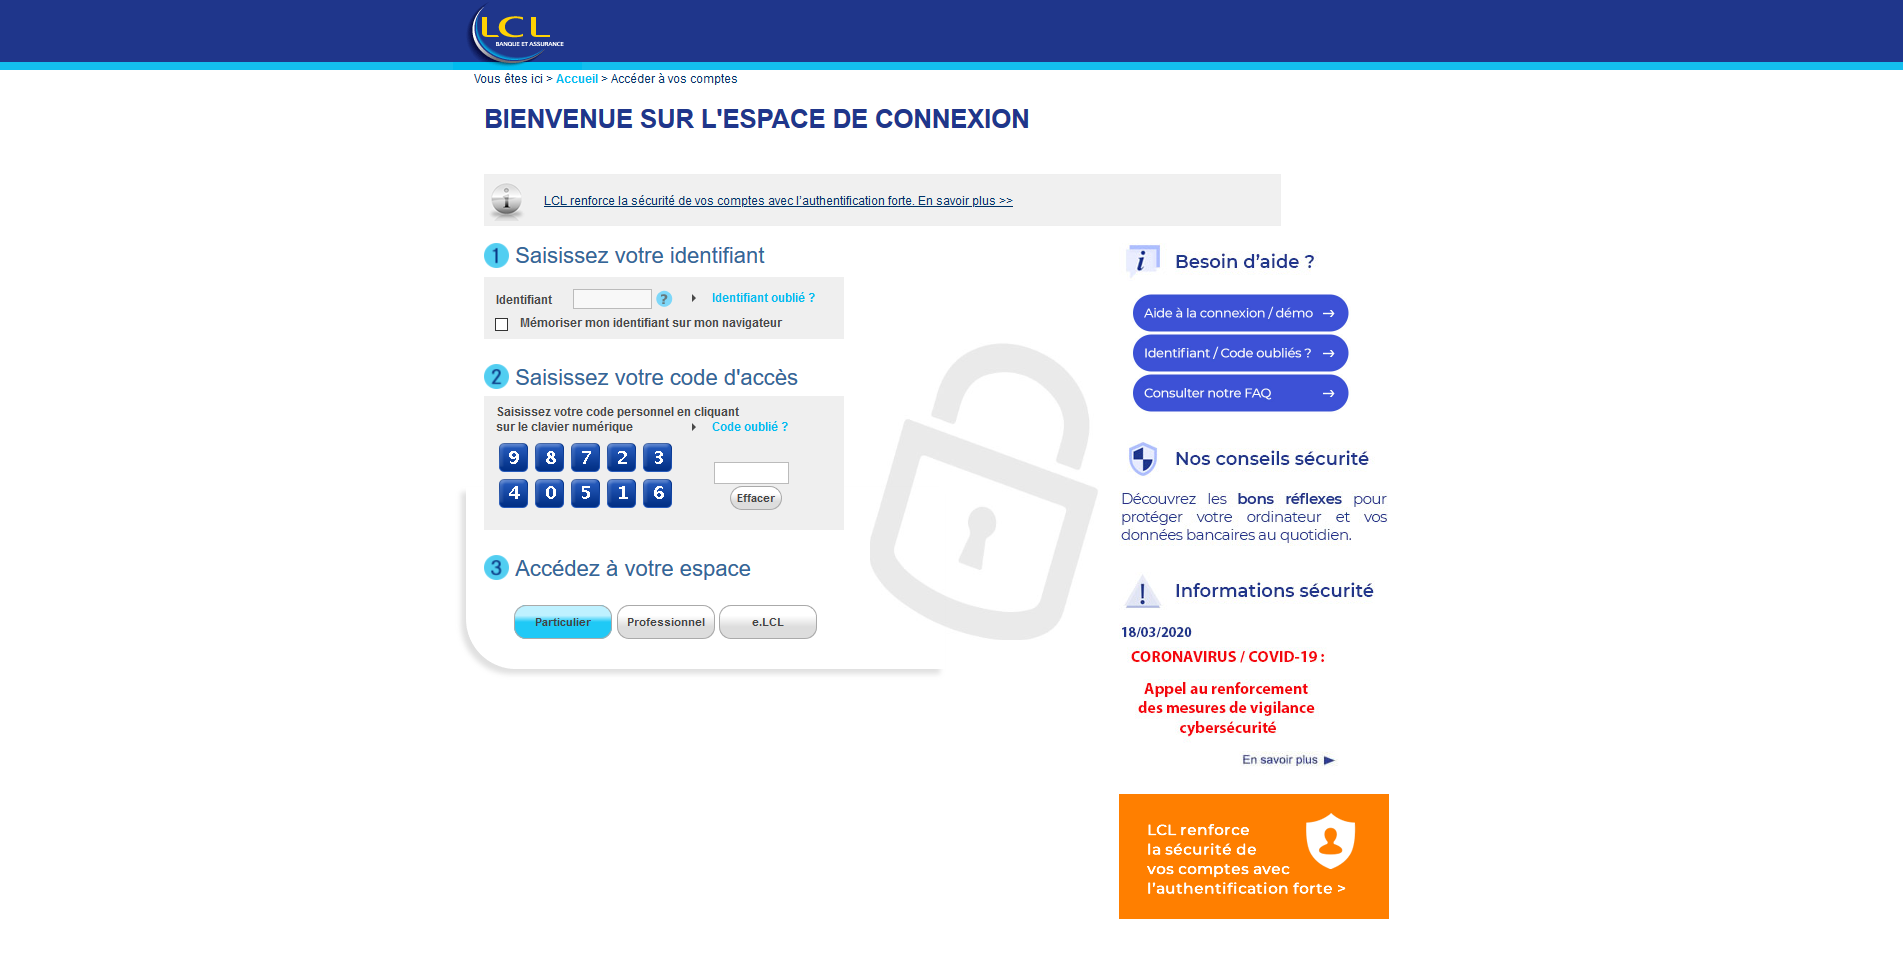 LCL
BANQUE ET ASSURANCE
Vous êtes ici > Accueil > Accéder à vos comptes
BIENVENUE SUR L'ESPACE DE CONNEXION
i
LCL renforce la sécurité de vos comptes avec l'authentification forte. En savoir plus >>
1 Saisissez votre identifiant
Identifiant ? Identifiant oublié ?
Mémoriser mon identifiant sur mon navigateur
2 Saisissez votre code d'accès
Saisissez votre code personnel en cliquant
sur le clavier numérique Code oublié ?
9 8 7 2 3
4 0 5 1 6
Effacer
3 Accédez à votre espace
Particulier Professionnel e.LCL
i Besoin d’aide ?
Aide à la connexion / démo →
Identifiant / Code oubliés ? →
Consulter notre FAQ →
Nos conseils sécurité
Découvrez les bons réflexes pour
protéger votre ordinateur et vos
données bancaires au quotidien.
! Informations sécurité
18/03/2020
CORONAVIRUS / COVID-19 :
Appel au renforcement
des mesures de vigilance
cybersécurité
En savoir plus ►
LCL renforce
la sécurité de
vos comptes avec
l’authentification forte >